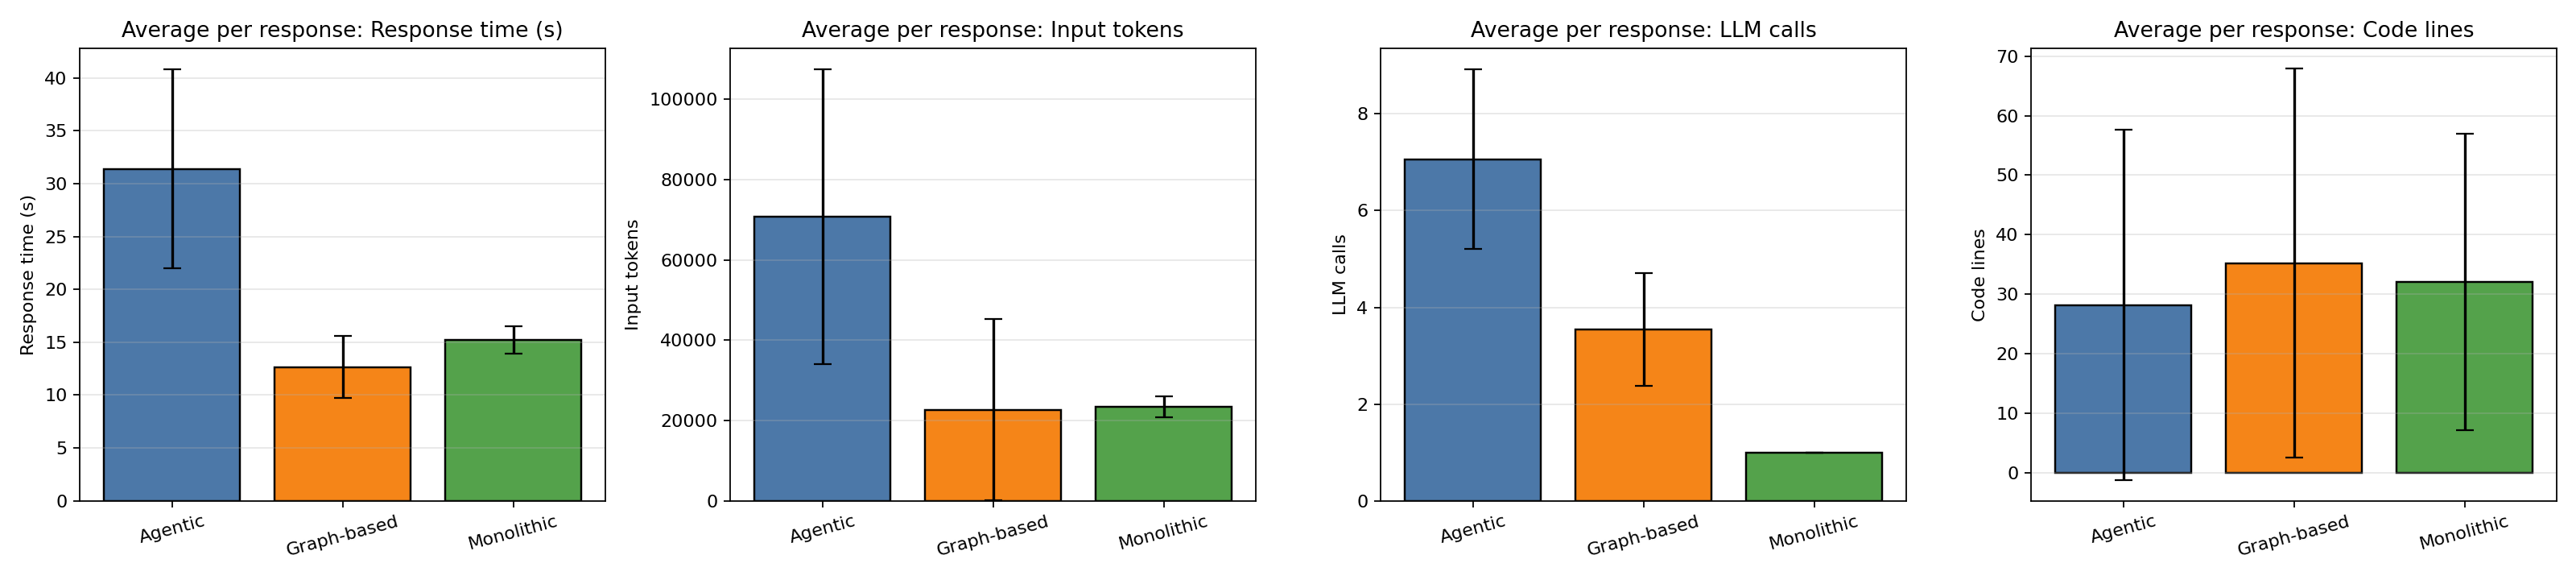 Average per response: Response time (s)
Response time (s)
40
35
30
25
20
15
10
5
0
Agentic
Graph-based
Monolithic
Average per response: Input tokens
Input tokens
100000
80000
60000
40000
20000
0
Agentic
Graph-based
Monolithic
Average per response: LLM calls
LLM calls
8
6
4
2
0
Agentic
Graph-based
Monolithic
Average per response: Code lines
Code lines
70
60
50
40
30
20
10
0
Agentic
Graph-based
Monolithic